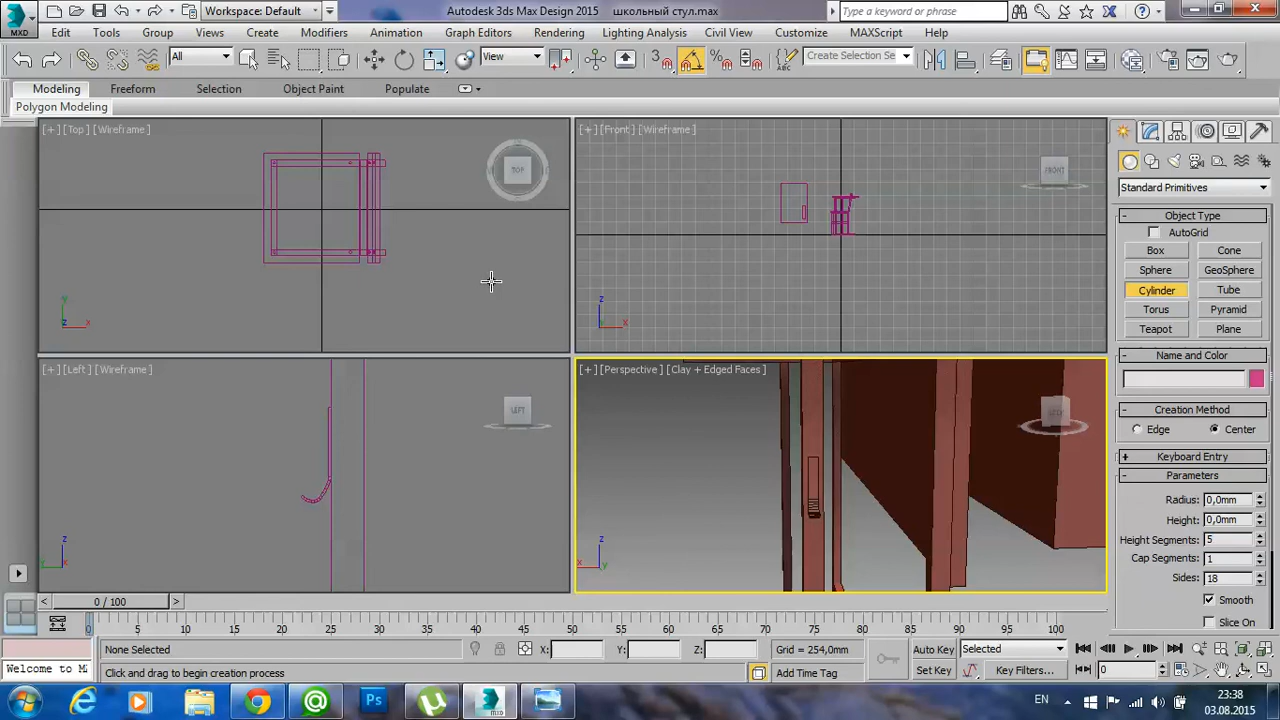 Workspace: Default
Autodesk 3ds Max Design 2015
школьный стул.max
Type a keyword or phrase
MXD
Edit
Tools
Group
Views
Create
Modifiers
Animation
Graph Editors
Rendering
Lighting Analysis
Civil View
Customize
MAXScript
Help
All
View
Create Selection Se
Modeling
Freeform
Selection
Object Paint
Populate
Polygon Modeling
[+] [Top] [Wireframe]
[+] [Front] [Wireframe]
TOP
FRONT
Standard Primitives
Object Type
AutoGrid
Box
Cone
Sphere
GeoSphere
Cylinder
Tube
Torus
Pyramid
Teapot
Plane
[+] [Left] [Wireframe]
[+] [Perspective] [Clay + Edged Faces]
LEFT
Name and Color
Creation Method
Edge
Center
Keyboard Entry
Parameters
Radius: 0,0mm
Height: 0,0mm
Height Segments: 5
Cap Segments: 1
Sides: 18
Smooth
Slice On
0 / 100
0 5 10 15 20 25 30 35 40 45 50 55 60 65 70 75 80 85 90 95 100
None Selected
X:
Y:
Z:
Grid = 254,0mm
Auto Key
Selected
Welcome to M
Click and drag to begin creation process
Add Time Tag
Set Key
Key Filters...
0
EN
23:38
03.08.2015